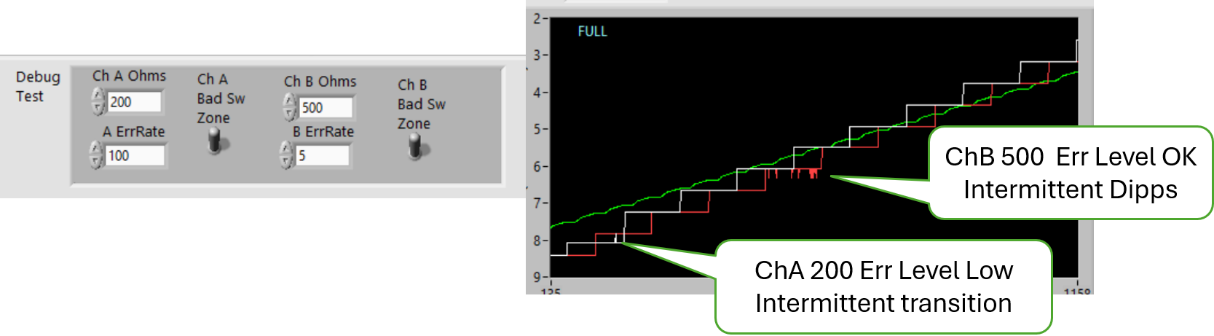 Debug
Test
Ch A Ohms
200
A ErrRate
100
Ch A
Bad Sw
Zone
Ch B Ohms
500
B ErrRate
5
Ch B
Bad Sw
Zone
FULL
2-
3-
4-
5-
6-
7-
8-
9-
135
1158
ChB 500 Err Level OK
Intermittent Dipps
ChA 200 Err Level Low
Intermittent transition